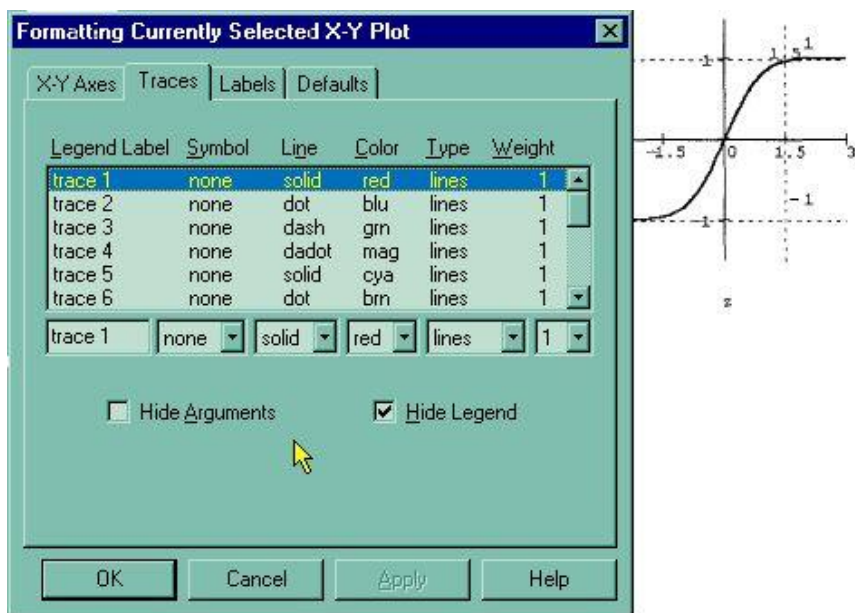 Formatting Currently Selected X-Y Plot
X-Y Axes Traces Labels Defaults
Legend Label Symbol Line Color Type Weight
trace 1 none solid red lines 1
trace 2 none dot blu lines 1
trace 3 none dash grn lines 1
trace 4 none dadot mag lines 1
trace 5 none solid cya lines 1
trace 6 none dot brn lines 1
trace 1 none solid red lines 1
Hide Arguments Hide Legend
OK Cancel Apply Help
1 1.5 1
-1.5 0 1.5 3
1 -1
z